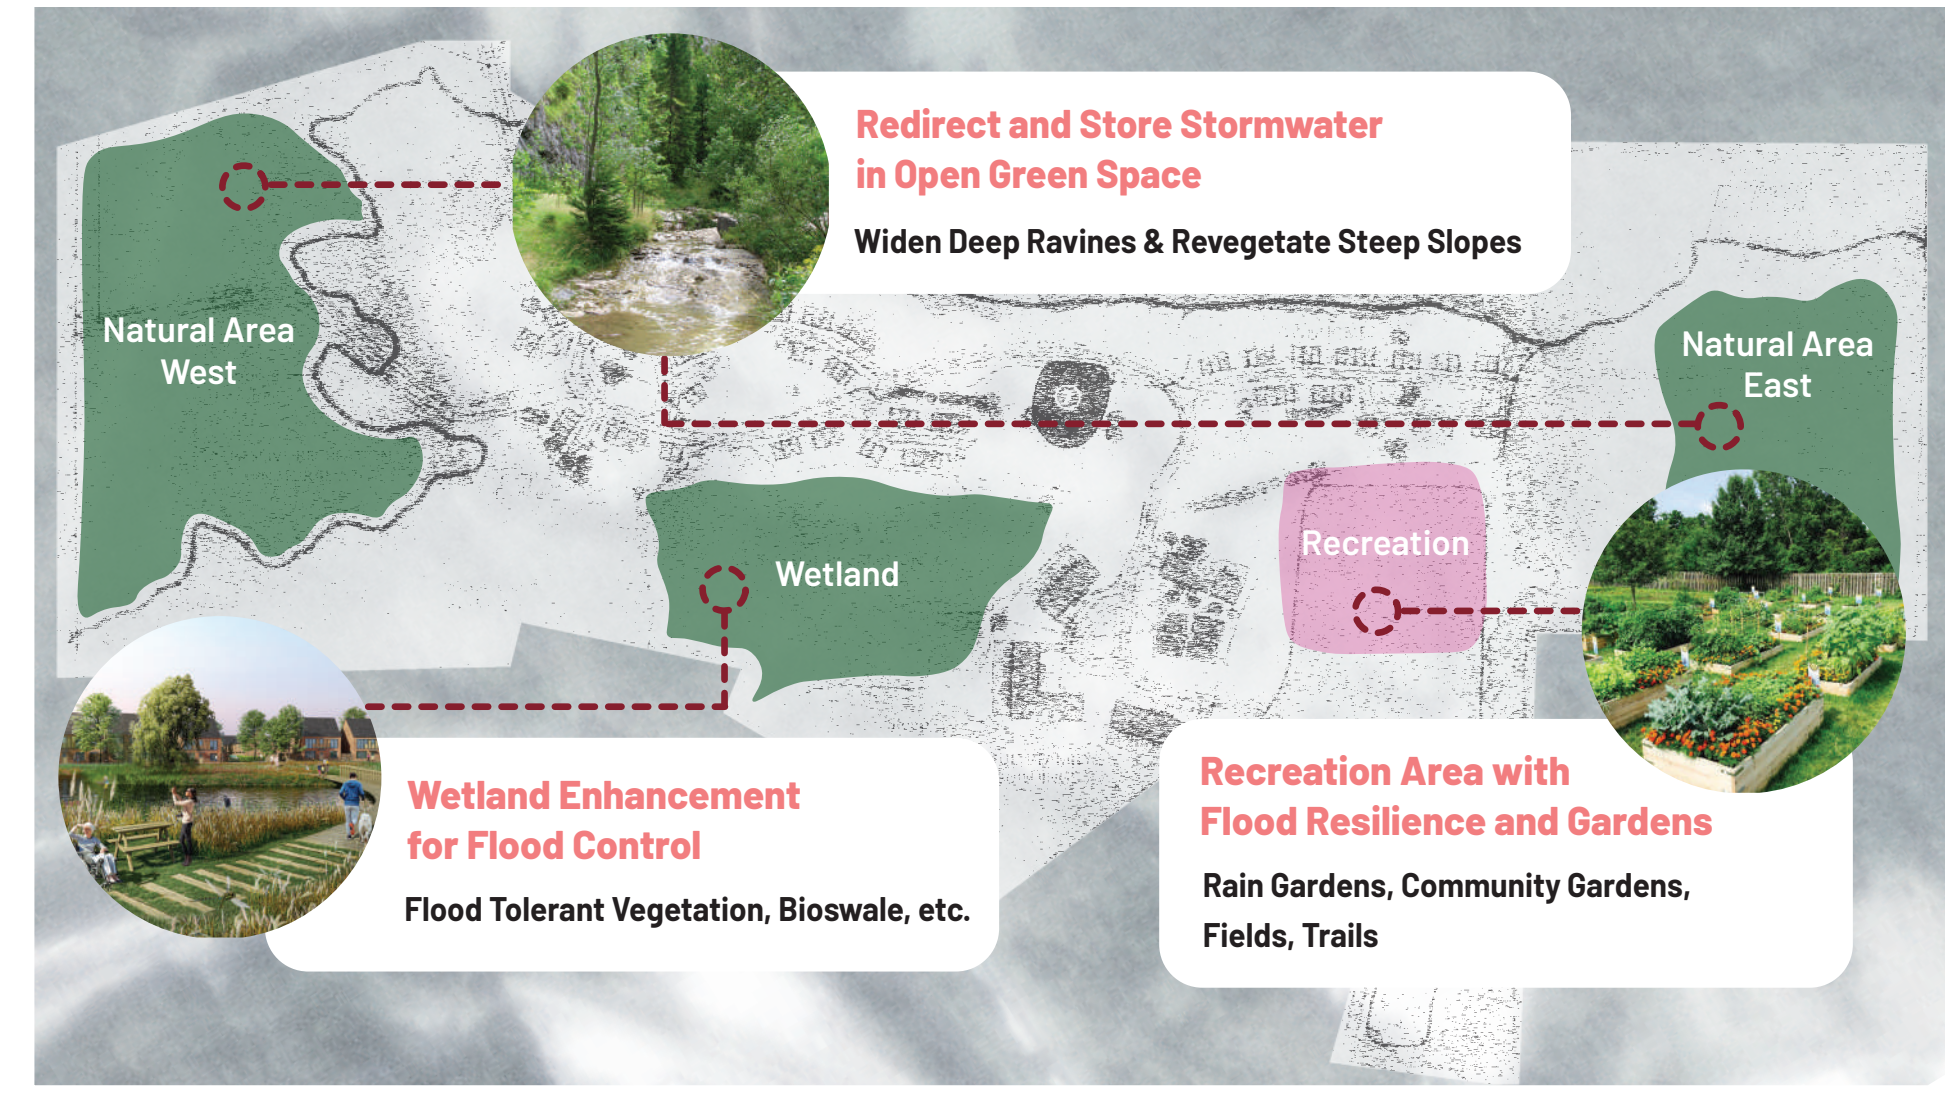 Redirect and Store Stormwater
in Open Green Space
Widen Deep Ravines & Revegetate Steep Slopes
Natural Area
West
Natural Area
East
Wetland
Recreation
Wetland Enhancement
for Flood Control
Flood Tolerant Vegetation, Bioswale, etc.
Recreation Area with
Flood Resilience and Gardens
Rain Gardens, Community Gardens,
Fields, Trails